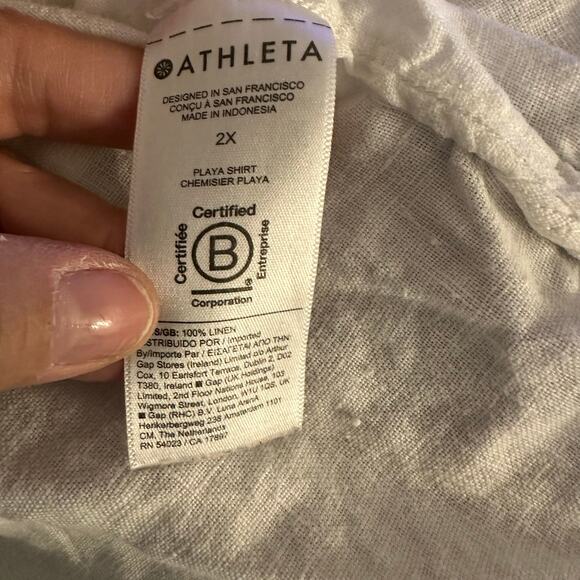 ATHLETA
DESIGNED IN SAN FRANCISCO
CONÇU À SAN FRANCISCO
MADE IN INDONESIA
2X
PLAYA SHIRT
CHEMISIER PLAYA
Certified
Certifiée
B
Entreprise
Corporation
S/GB: 100% LINEN
STRIBUIDO POR / Imported
By/Importe Par / ΕΙΣΑΓΕΤΑΙ ΑΠΟ ΤΗΝ:
Gap Stores (Ireland) Limited c/o Arthur
Cox, 10 Earlsfort Terrace, Dublin 2, D02
T380, Ireland ■ Gap (UK Holdings)
Limited, 2nd Floor Nations House, 103
Wigmore Street, London, W1U 1QS, UK
■ Gap (RHC) B.V. Luna ArenA
Herikerbergweg 238 Amsterdam 1101
CM, The Netherlands
RN 54023 / CA 17897